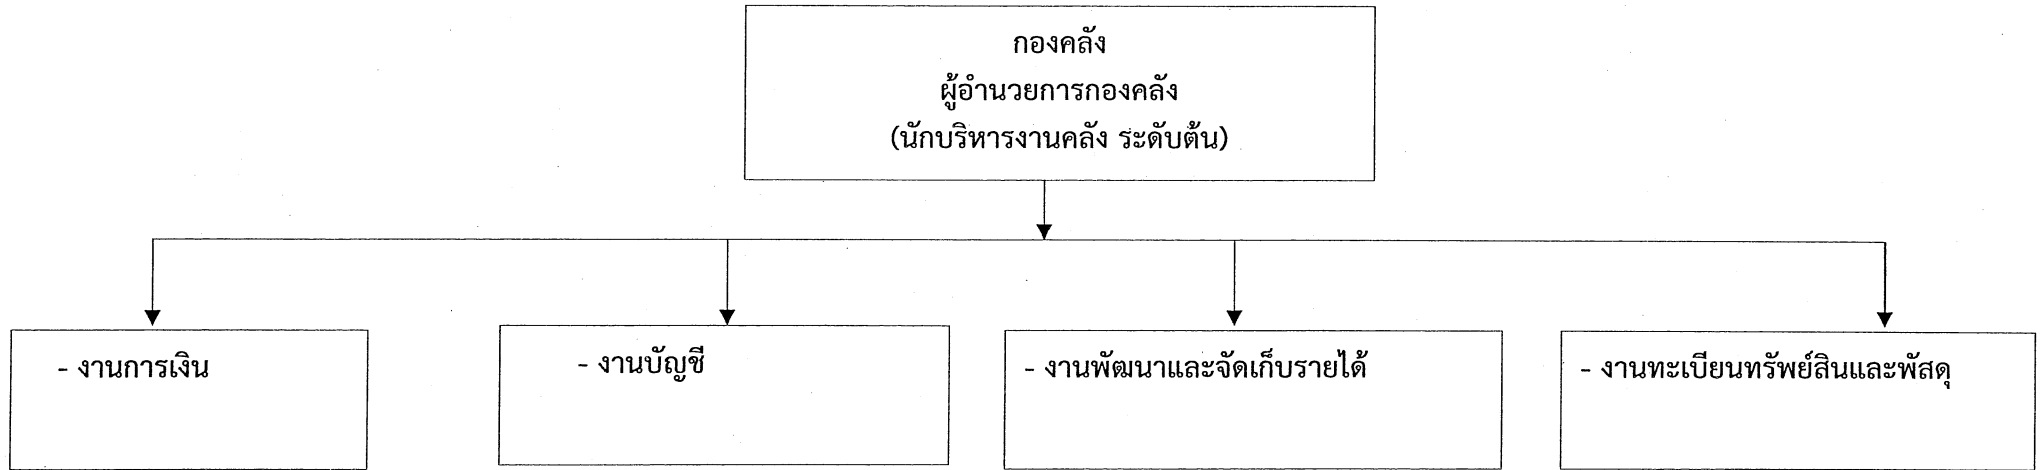 กองคลัง
ผู้อำนวยการกองคลัง
(นักบริหารงานคลัง ระดับต้น)
- งานการเงิน
- งานบัญชี
- งานพัฒนาและจัดเก็บรายได้
- งานทะเบียนทรัพย์สินและพัสดุ